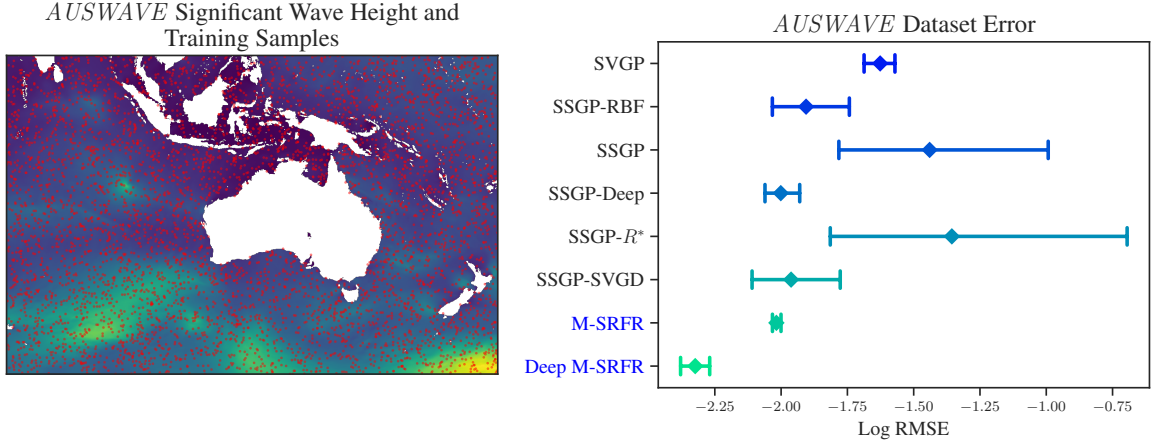 AUSWAVE Significant Wave Height and
Training Samples
AUSWAVE Dataset Error
SVGP
SSGP-RBF
SSGP
SSGP-Deep
SSGP-R*
SSGP-SVGD
M-SRFR
Deep M-SRFR
−2.25 −2.00 −1.75 −1.50 −1.25 −1.00 −0.75
Log RMSE